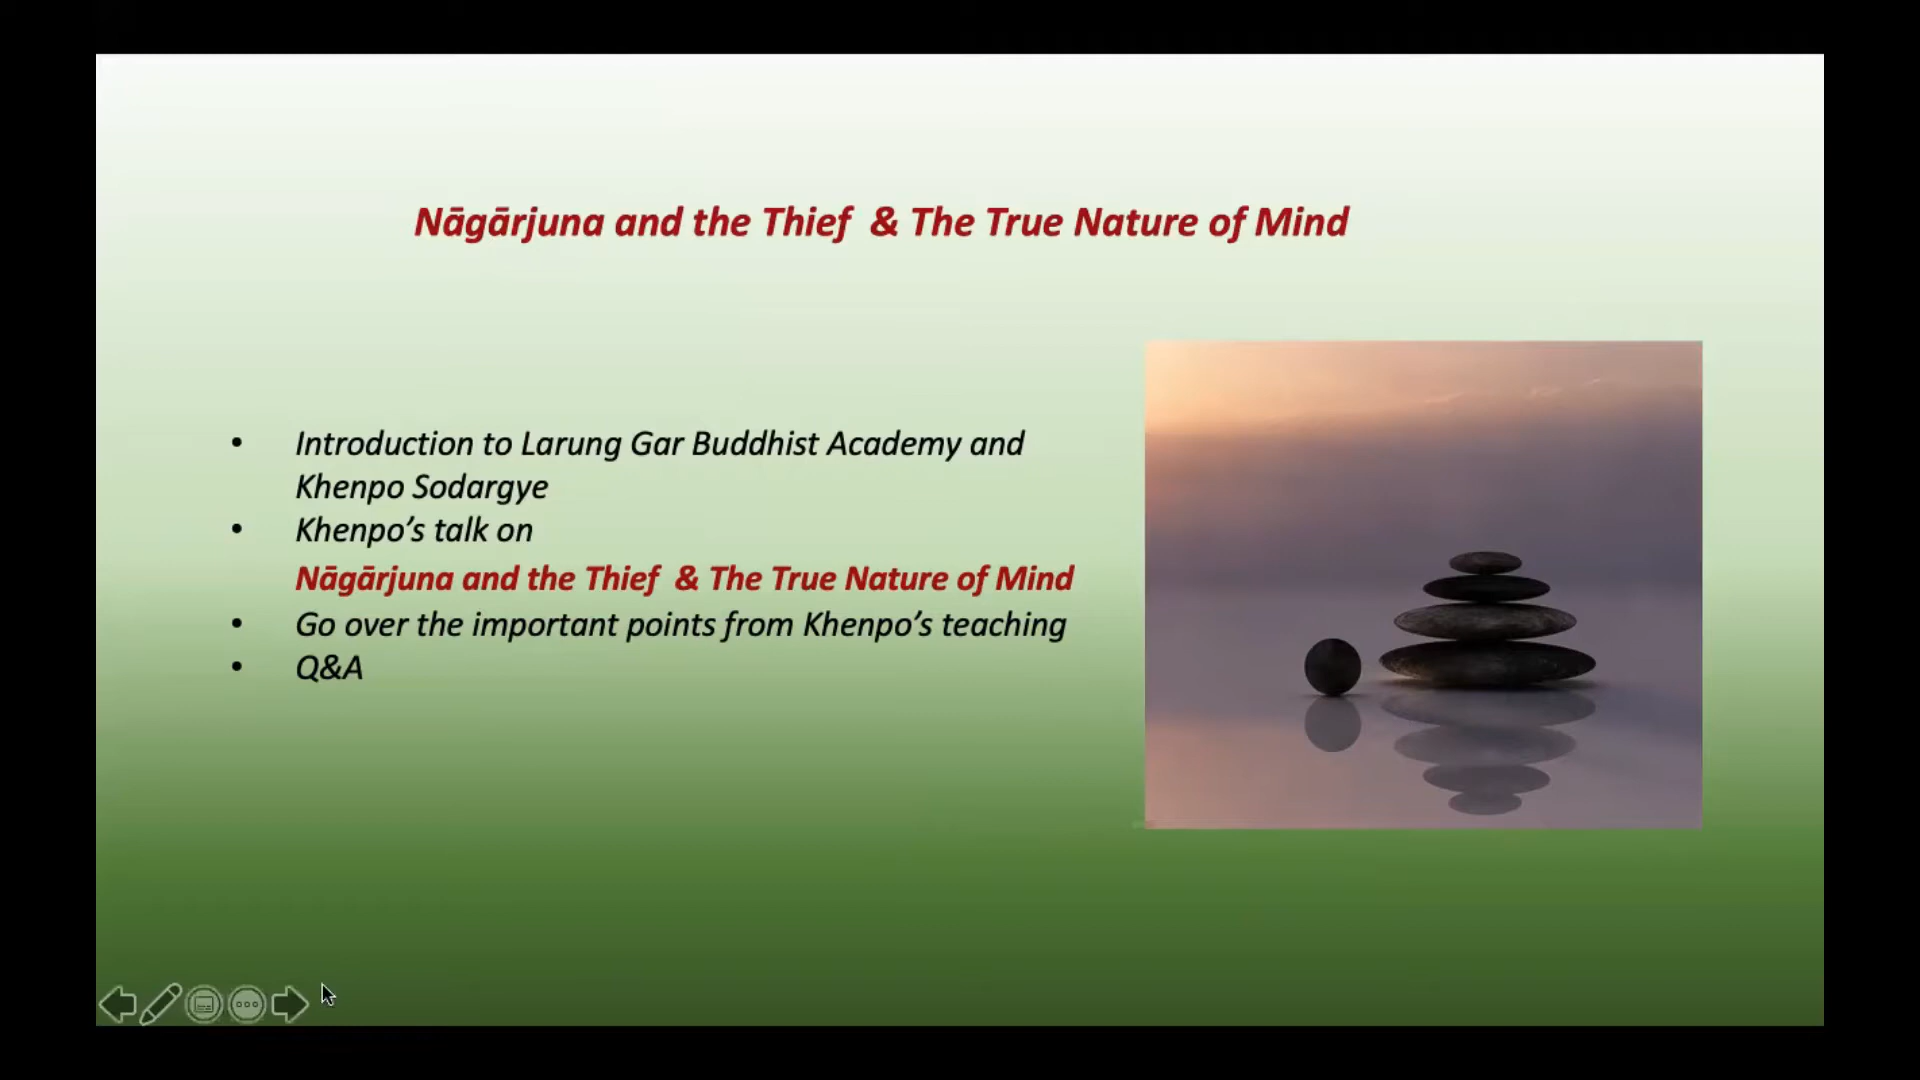 Nāgārjuna and the Thief & The True Nature of Mind
• Introduction to Larung Gar Buddhist Academy and
Khenpo Sodargye
• Khenpo’s talk on
Nāgārjuna and the Thief & The True Nature of Mind
• Go over the important points from Khenpo’s teaching
• Q&A